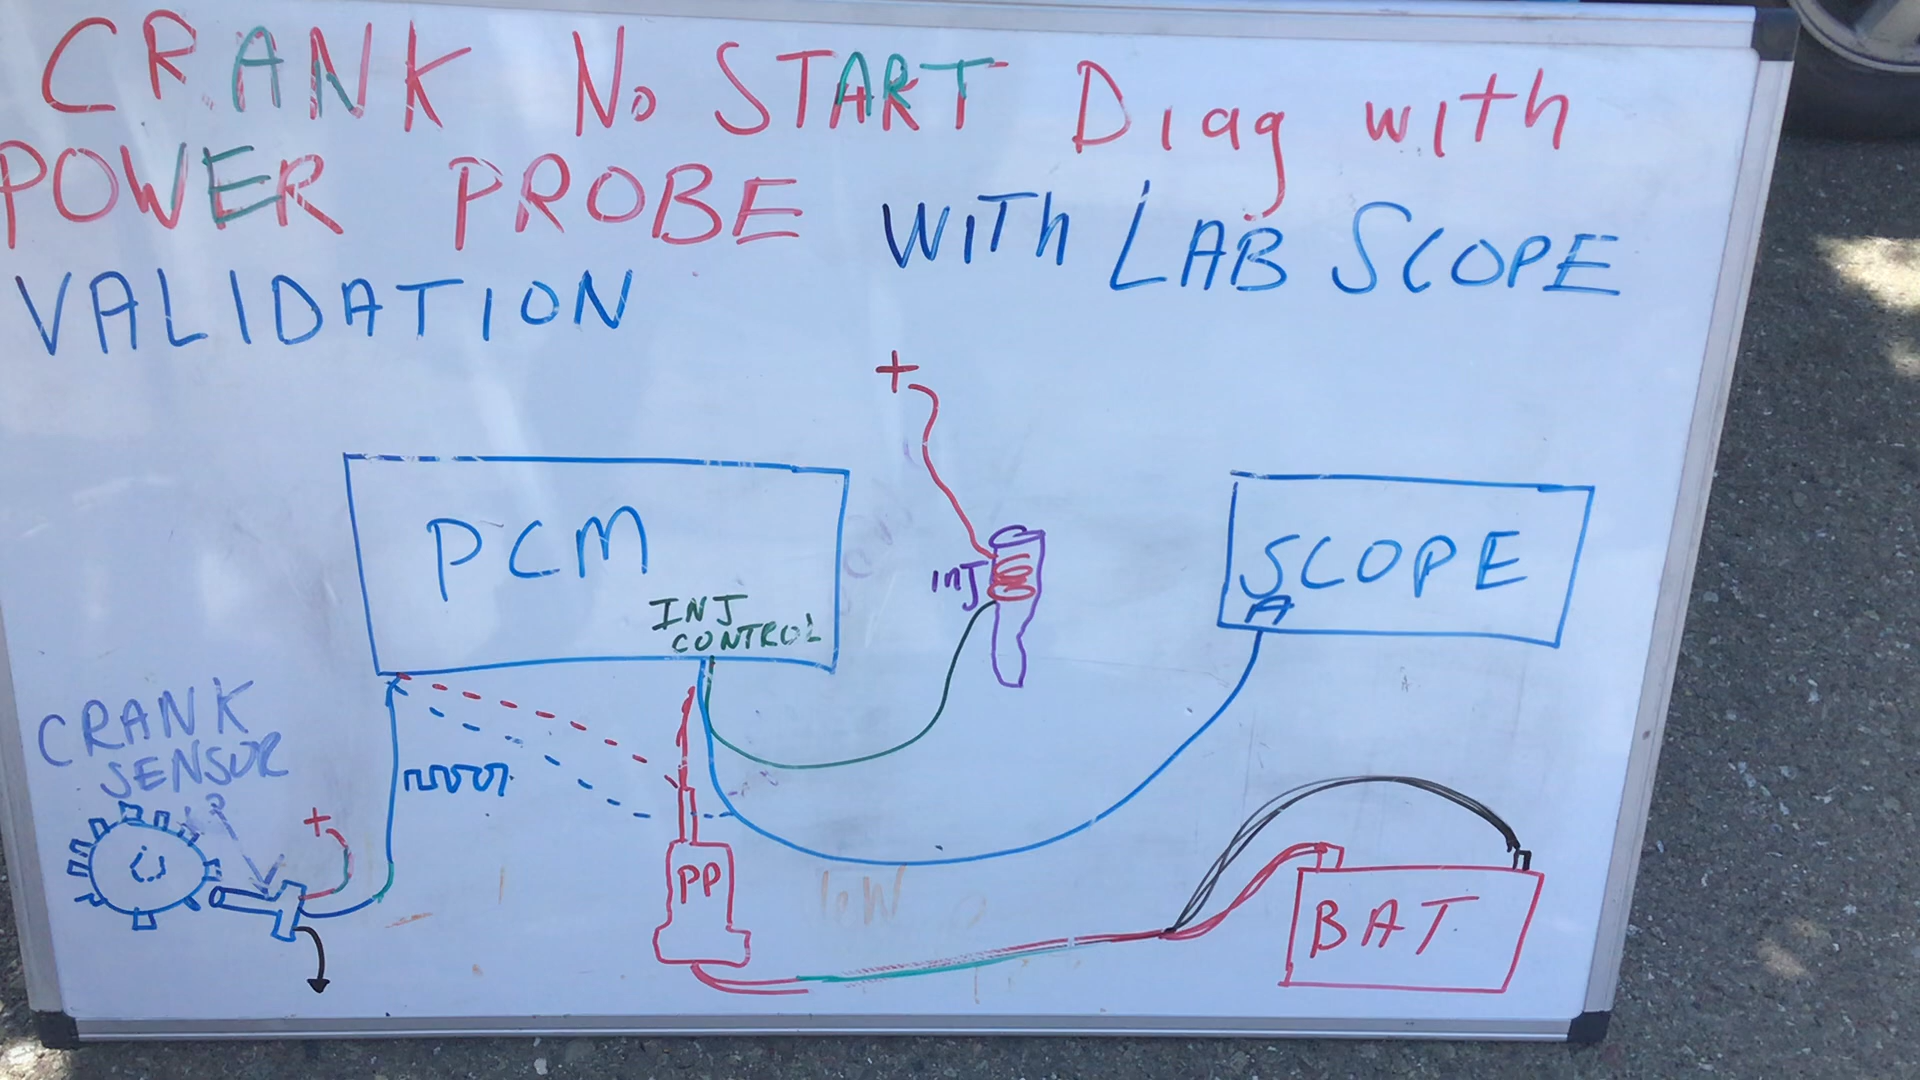 CRANK No START Diag with
POWER PROBE WITH LAB SCOPE
VALIDATION
+
PCM
INJ
CONTROL
INJ
SCOPE
A
CRANK
SENSOR
+
PP
BAT